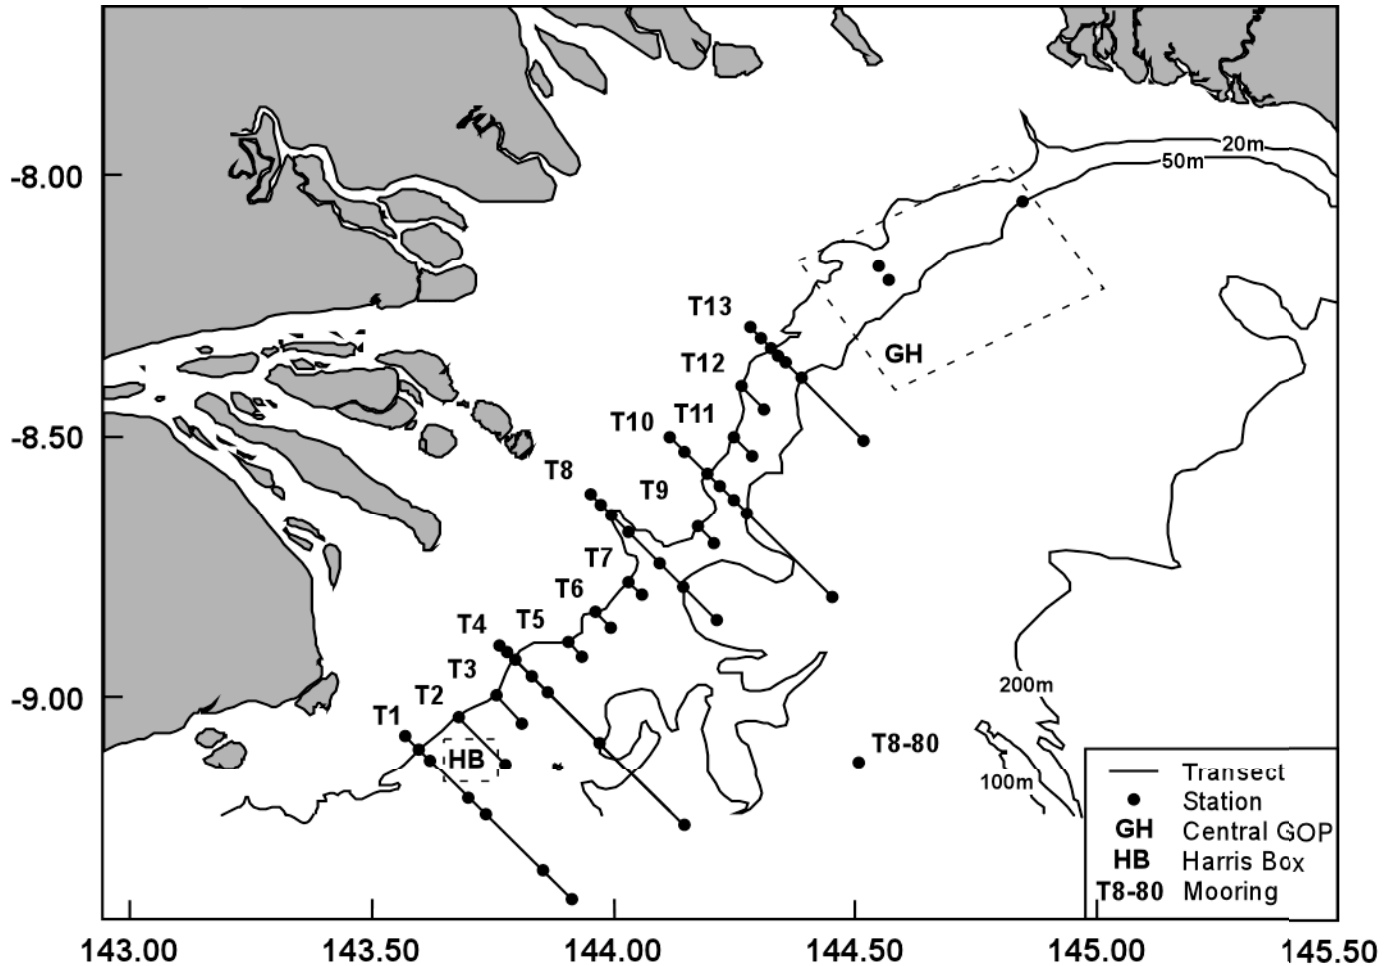 20m
50m
-8.00
T13
GH
T12
T10 T11
-8.50
T8
T9
T7
T6
T5
T4
T3
T2
-9.00
T1
200m
HB
T8-80
100m
Transect
Station
GH Central GOP
HB Harris Box
T8-80 Mooring
143.00 143.50 144.00 144.50 145.00 145.50